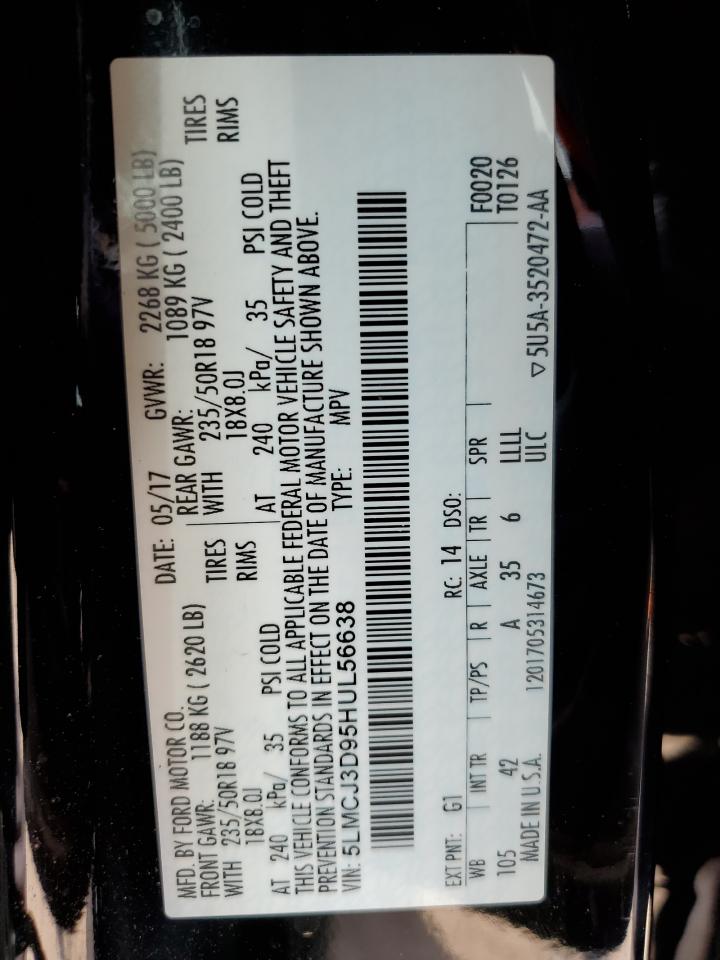 MFD. BY FORD MOTOR CO.
DATE: 05/17 GVWR: 2268 KG ( 5000 LB)
FRONT GAWR: 1188 KG ( 2620 LB)
REAR GAWR: 1089 KG ( 2400 LB)
WITH 235/50R18 97V TIRES
WITH 235/50R18 97V TIRES
18X8.0J RIMS
18X8.0J RIMS
AT 240 kPa/ 35 PSI COLD
AT 240 kPa/ 35 PSI COLD
THIS VEHICLE CONFORMS TO ALL APPLICABLE FEDERAL MOTOR VEHICLE SAFETY AND THEFT
PREVENTION STANDARDS IN EFFECT ON THE DATE OF MANUFACTURE SHOWN ABOVE.
VIN: 5LMCJ3D95HUL56638 TYPE: MPV
EXT PNT: G1 RC: 14 DSO: F0020
WB INT TR TP/PS R AXLE TR SPR T0126
105 42 A 35 6 LLLL
ULC
MADE IN U.S.A. 1201705314673 ▽ 5U5A-3520472-AA